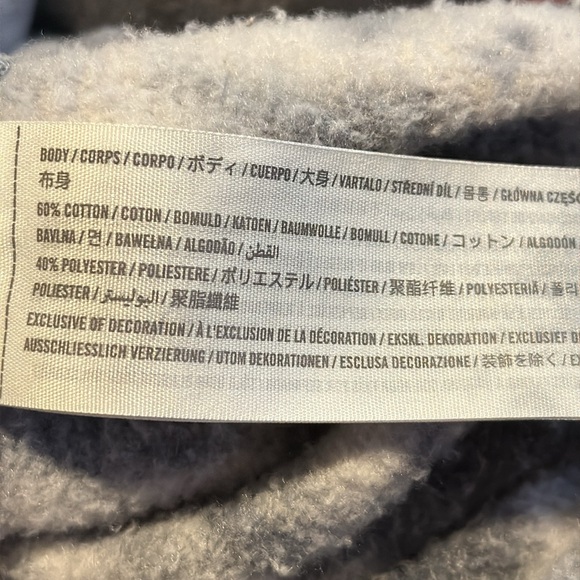 BODY / CORPS / CORPO / ボディ / CUERPO / 大身 / VARTALO / STŘEDNÍ DÍL / 몸통 / GŁÓWNA CZĘŚĆ
布身
60% COTTON / COTON / BOMULD / KATOEN / BAUMWOLLE / BOMULL / COTONE / コットン / ALGODÓN
BAVLNA / 면 / BAWEŁNA / ALGODÃO / القطن
40% POLYESTER / POLIESTERE / ポリエステル / POLIÉSTER / 聚酯纤维 / POLYESTERIÄ / 폴리
POLIESTER / البوليستر / 聚脂纖維
EXCLUSIVE OF DECORATION / À L'EXCLUSION DE LA DÉCORATION / EKSKL. DEKORATION / EXCLUSIEF
AUSSCHLIESSLICH VERZIERUNG / UTOM DEKORATIONEN / ESCLUSA DECORAZIONE / 装飾を除く /